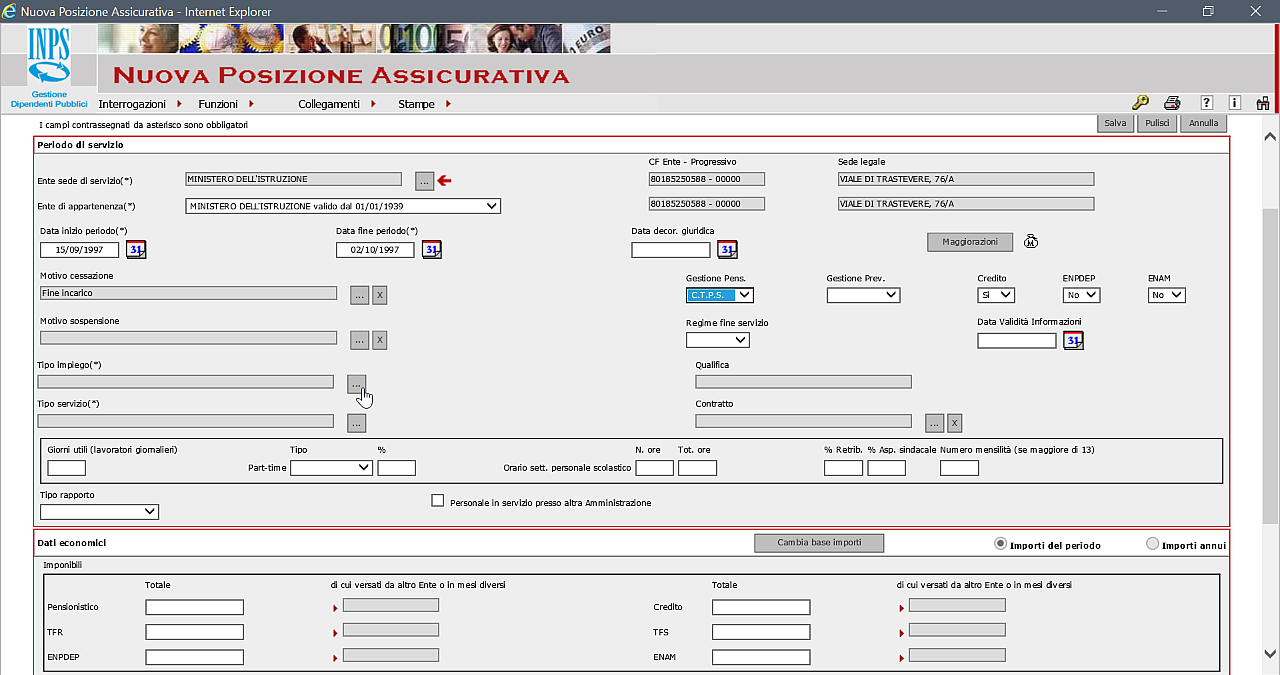 Nuova Posizione Assicurativa - Internet Explorer
INPS
Gestione
Dipendenti Pubblici
EURO
NUOVA POSIZIONE ASSICURATIVA
Interrogazioni Funzioni Collegamenti Stampe ? i
I campi contrassegnati da asterisco sono obbligatori Salva Pulisci Annulla
Periodo di servizio
CF Ente - Progressivo Sede legale
Ente sede di servizio(*) MINISTERO DELL'ISTRUZIONE ... 80185250588 - 00000 VIALE DI TRASTEVERE, 76/A
Ente di appartenenza(*) MINISTERO DELL'ISTRUZIONE valido dal 01/01/1939 80185250588 - 00000 VIALE DI TRASTEVERE, 76/A
Data inizio periodo(*) Data fine periodo(*) Data decor. giuridica
15/09/1997 31 02/10/1997 31 31 Maggiorazioni M
Motivo cessazione Gestione Pens. Gestione Prev. Credito ENPDEP ENAM
Fine incarico ... X C.T.P.S. Si No No
Motivo sospensione Regime fine servizio Data Validità Informazioni
... X 31
Tipo impiego(*) Qualifica
...
Tipo servizio(*) Contratto
... ... X
Giorni utili (lavoratori giornalieri) Tipo % N. ore Tot. ore % Retrib. % Asp. sindacale Numero mensilità (se maggiore di 13)
Part-time Orario sett. personale scolastico
Tipo rapporto
Personale in servizio presso altra Amministrazione
Dati economici Cambia base importi Importi del periodo Importi annui
Imponibili
Totale di cui versati da altro Ente o in mesi diversi Totale di cui versati da altro Ente o in mesi diversi
Pensionistico Credito
TFR TFS
ENPDEP ENAM